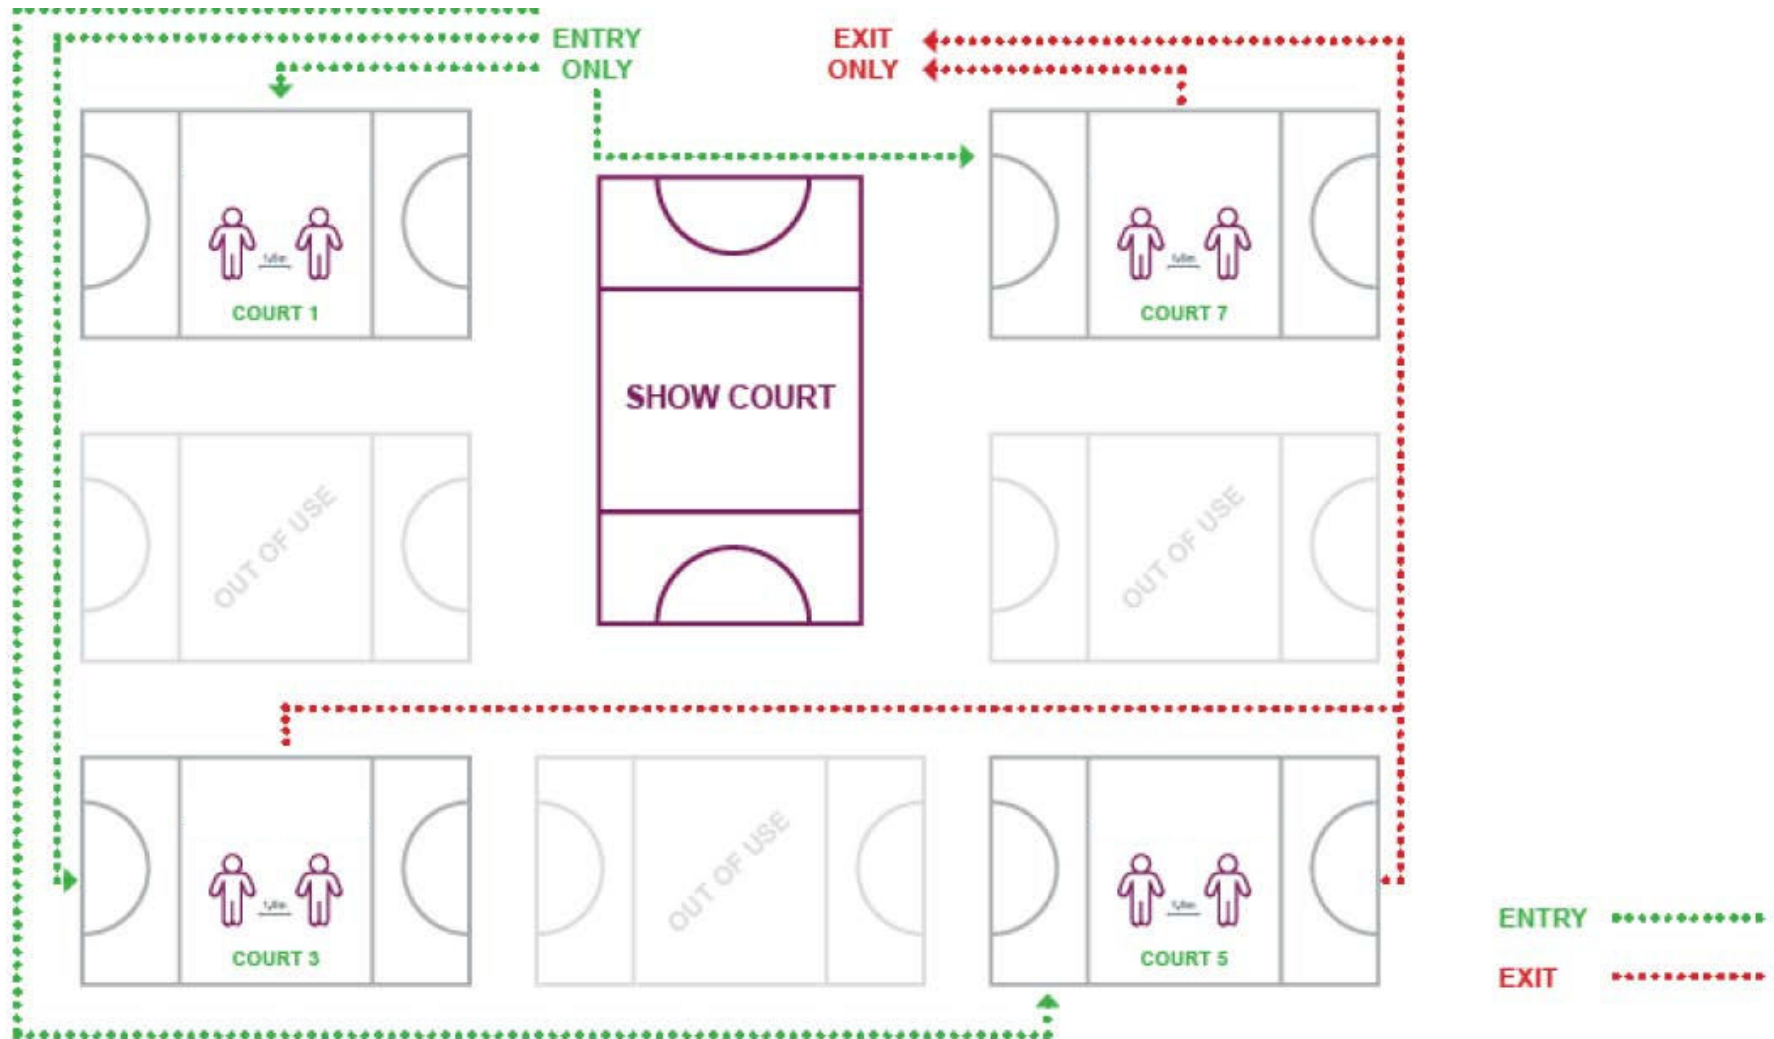 ENTRY
ONLY
EXIT
ONLY
COURT 1
COURT 7
SHOW COURT
OUT OF USE
OUT OF USE
COURT 3
OUT OF USE
COURT 5
ENTRY
EXIT